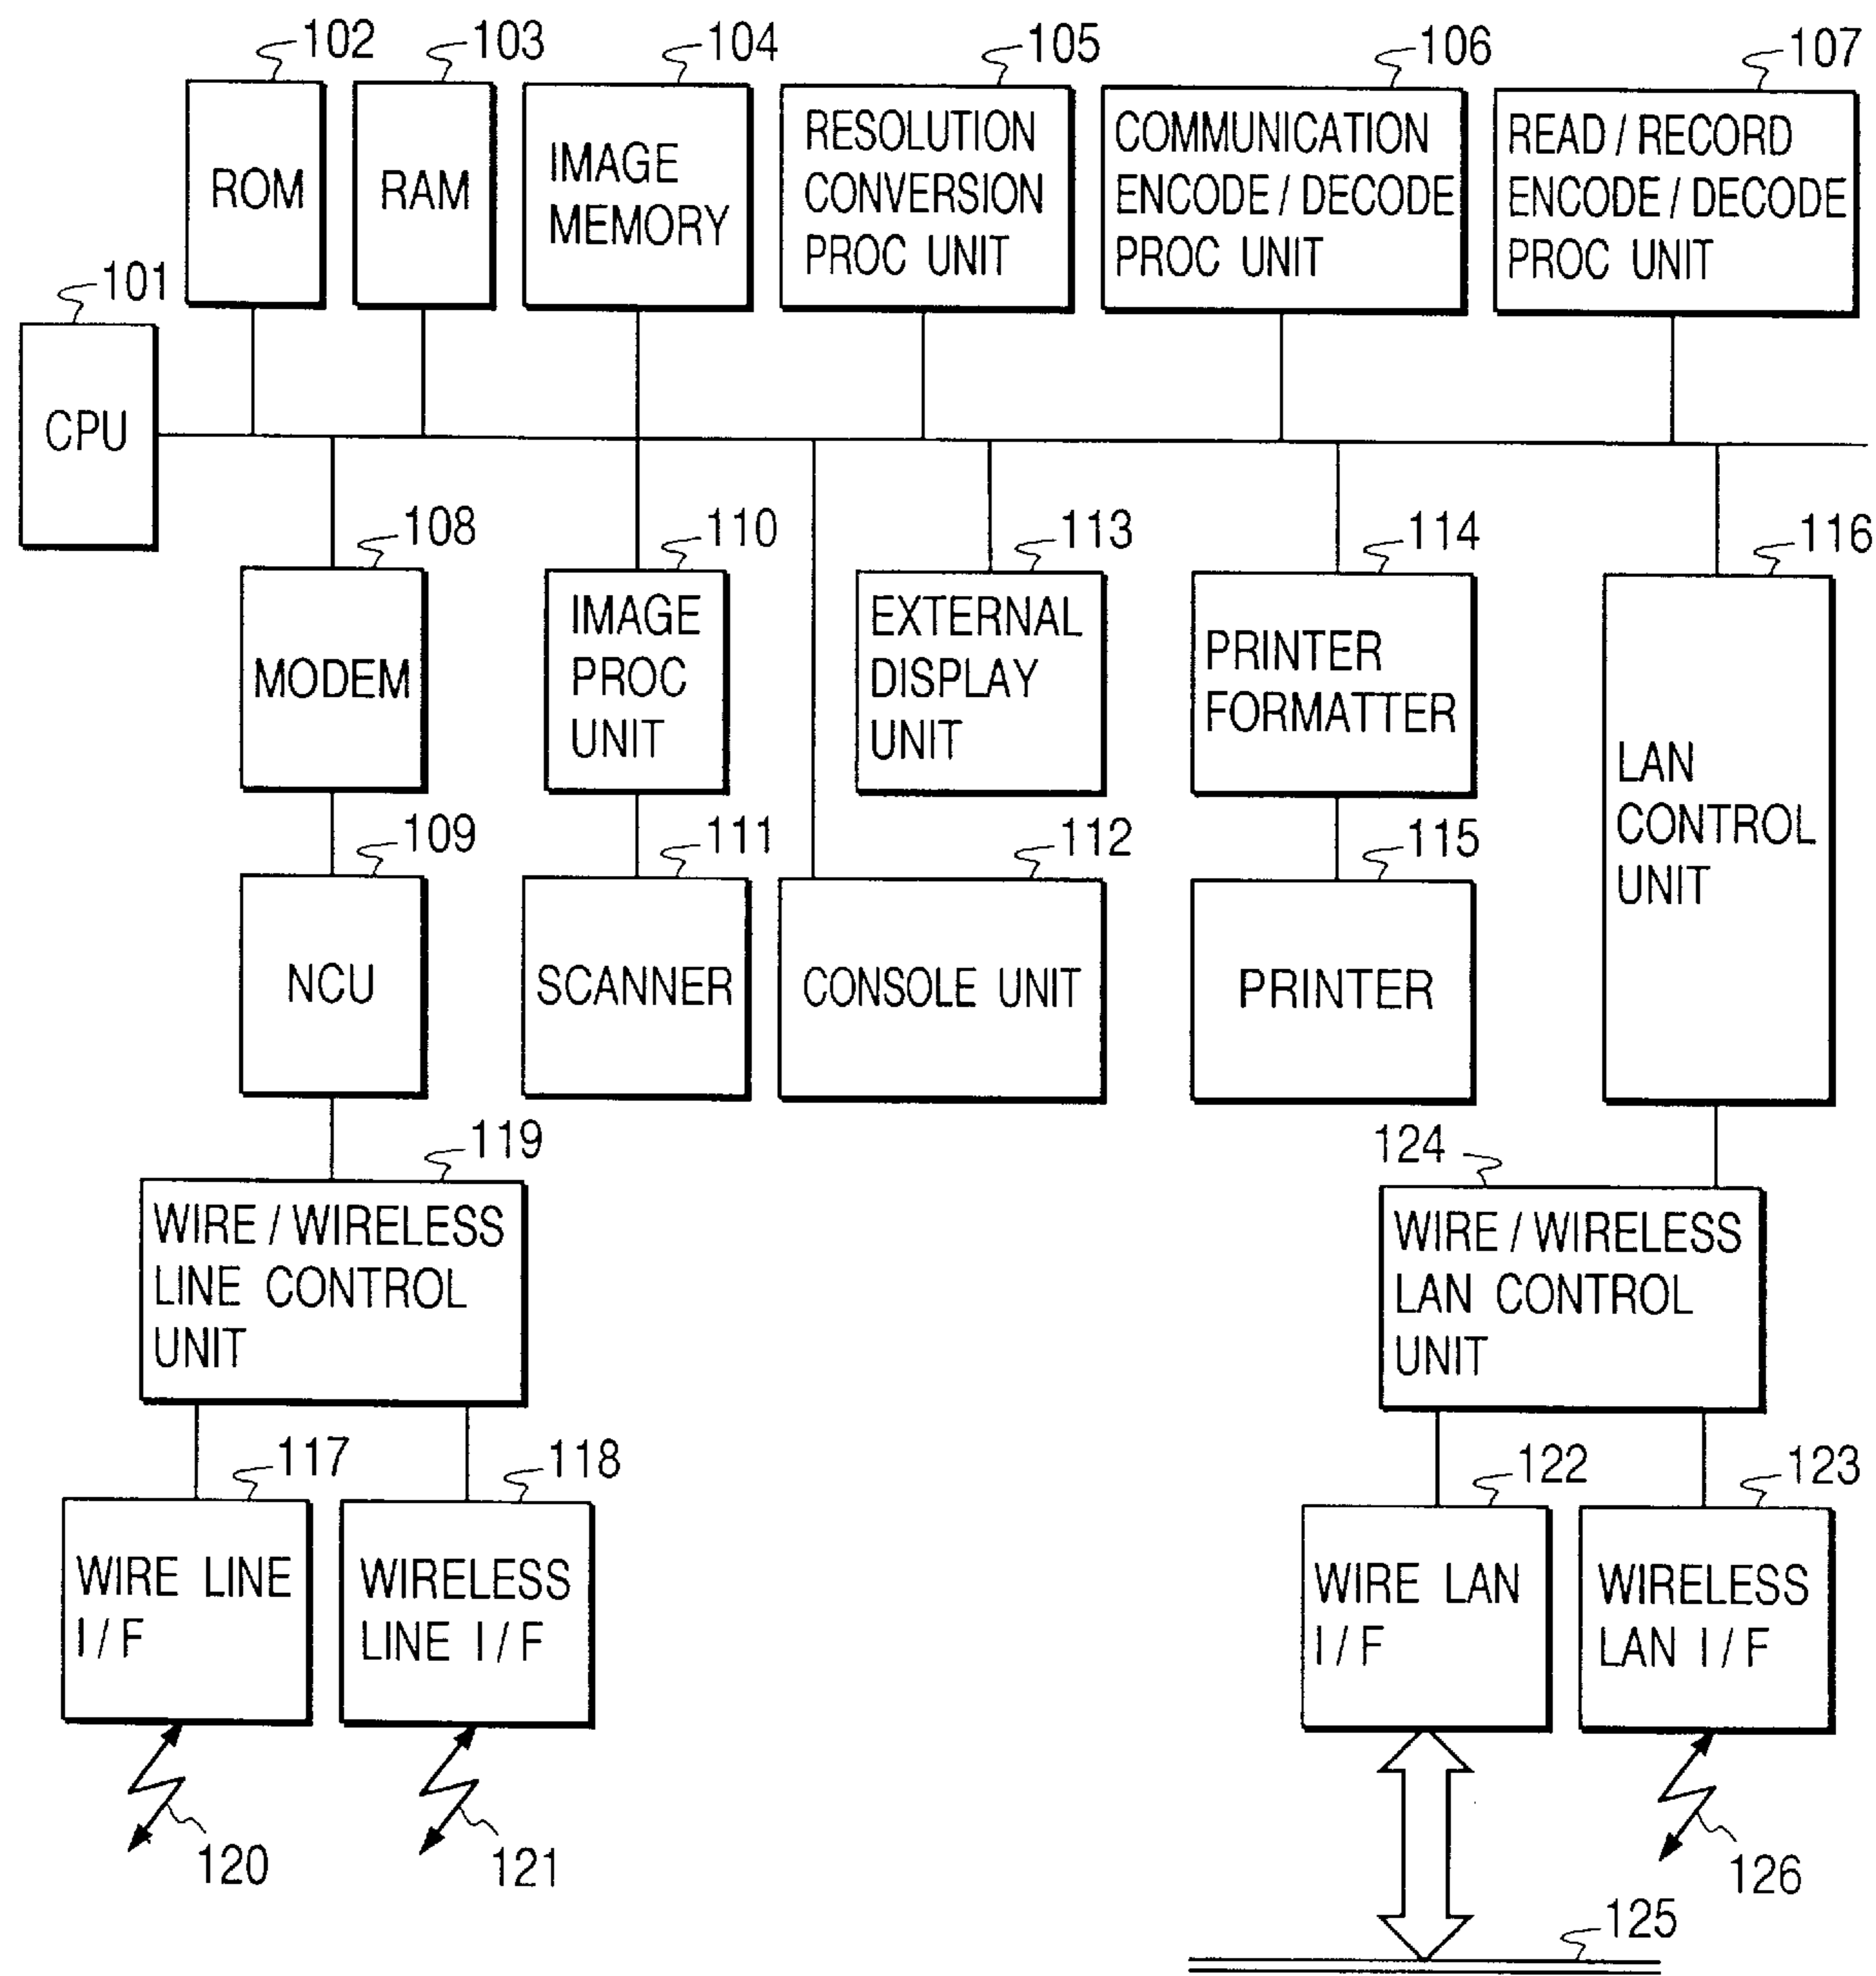 102
103
104
105
106
107
ROM
RAM
IMAGE
MEMORY
RESOLUTION
CONVERSION
PROC UNIT
COMMUNICATION
ENCODE / DECODE
PROC UNIT
READ / RECORD
ENCODE / DECODE
PROC UNIT
101
CPU
108
110
113
114
116
MODEM
IMAGE
PROC
UNIT
EXTERNAL
DISPLAY
UNIT
PRINTER
FORMATTER
LAN
CONTROL
UNIT
109
111
112
115
NCU
SCANNER
CONSOLE UNIT
PRINTER
119
124
WIRE / WIRELESS
LINE CONTROL
UNIT
WIRE / WIRELESS
LAN CONTROL
UNIT
117
118
122
123
WIRE LINE
I / F
WIRELESS
LINE I / F
WIRE LAN
I / F
WIRELESS
LAN I / F
120
121
126
125